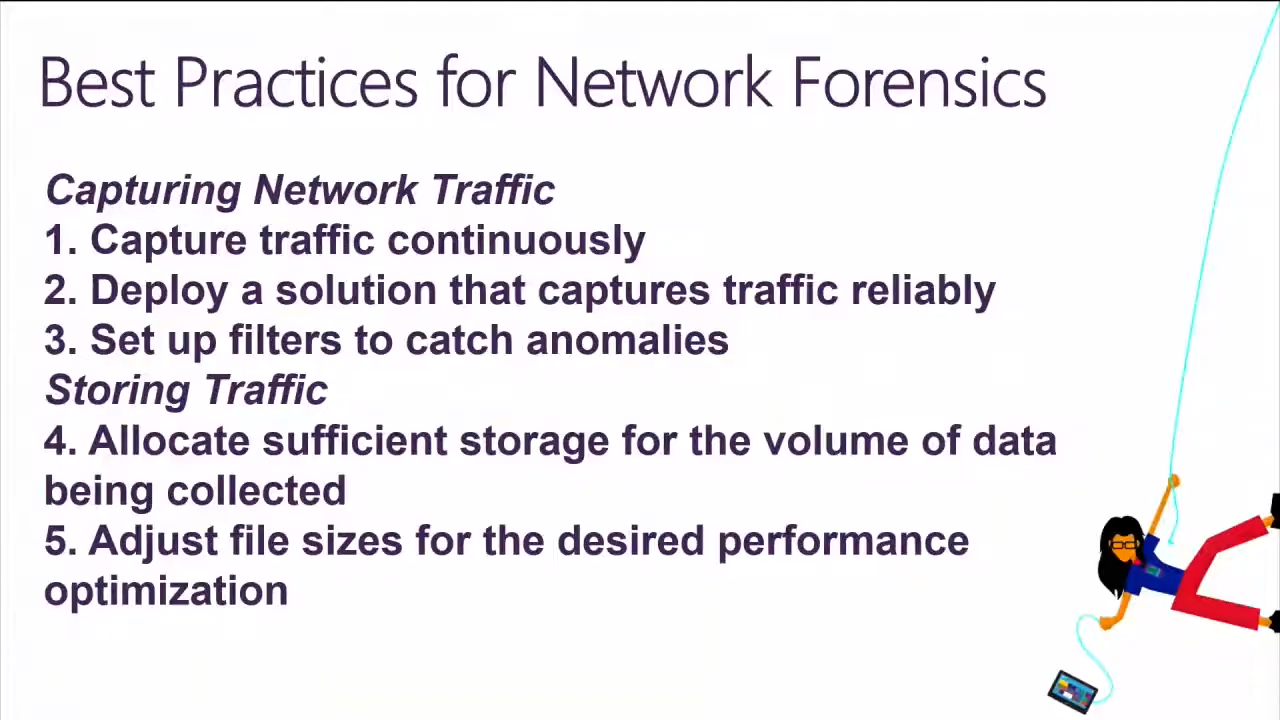 Best Practices for Network Forensics
Capturing Network Traffic
1. Capture traffic continuously
2. Deploy a solution that captures traffic reliably
3. Set up filters to catch anomalies
Storing Traffic
4. Allocate sufficient storage for the volume of data
being collected
5. Adjust file sizes for the desired performance
optimization